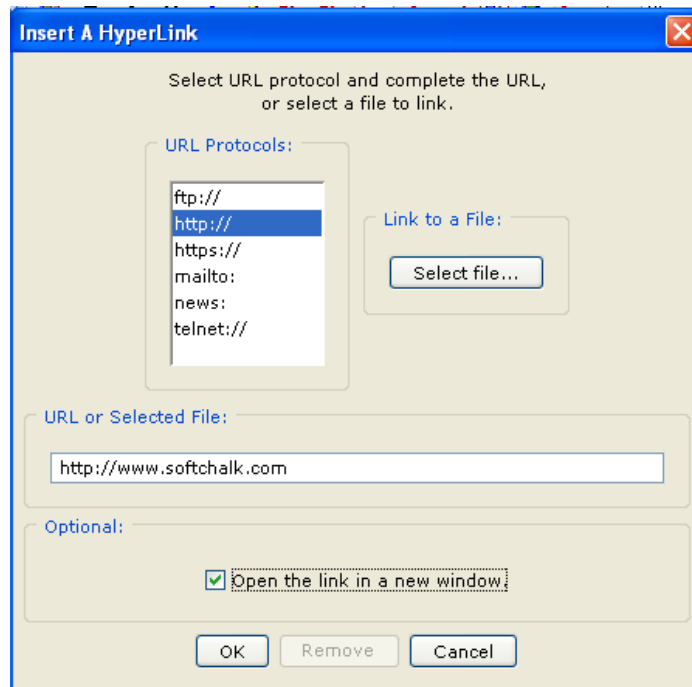 Insert A HyperLink
Select URL protocol and complete the URL,
or select a file to link.
URL Protocols:
ftp://
http://
https://
mailto:
news:
telnet://
Link to a File:
Select file...
URL or Selected File:
http://www.softchalk.com
Optional:
Open the link in a new window.
OK Remove Cancel